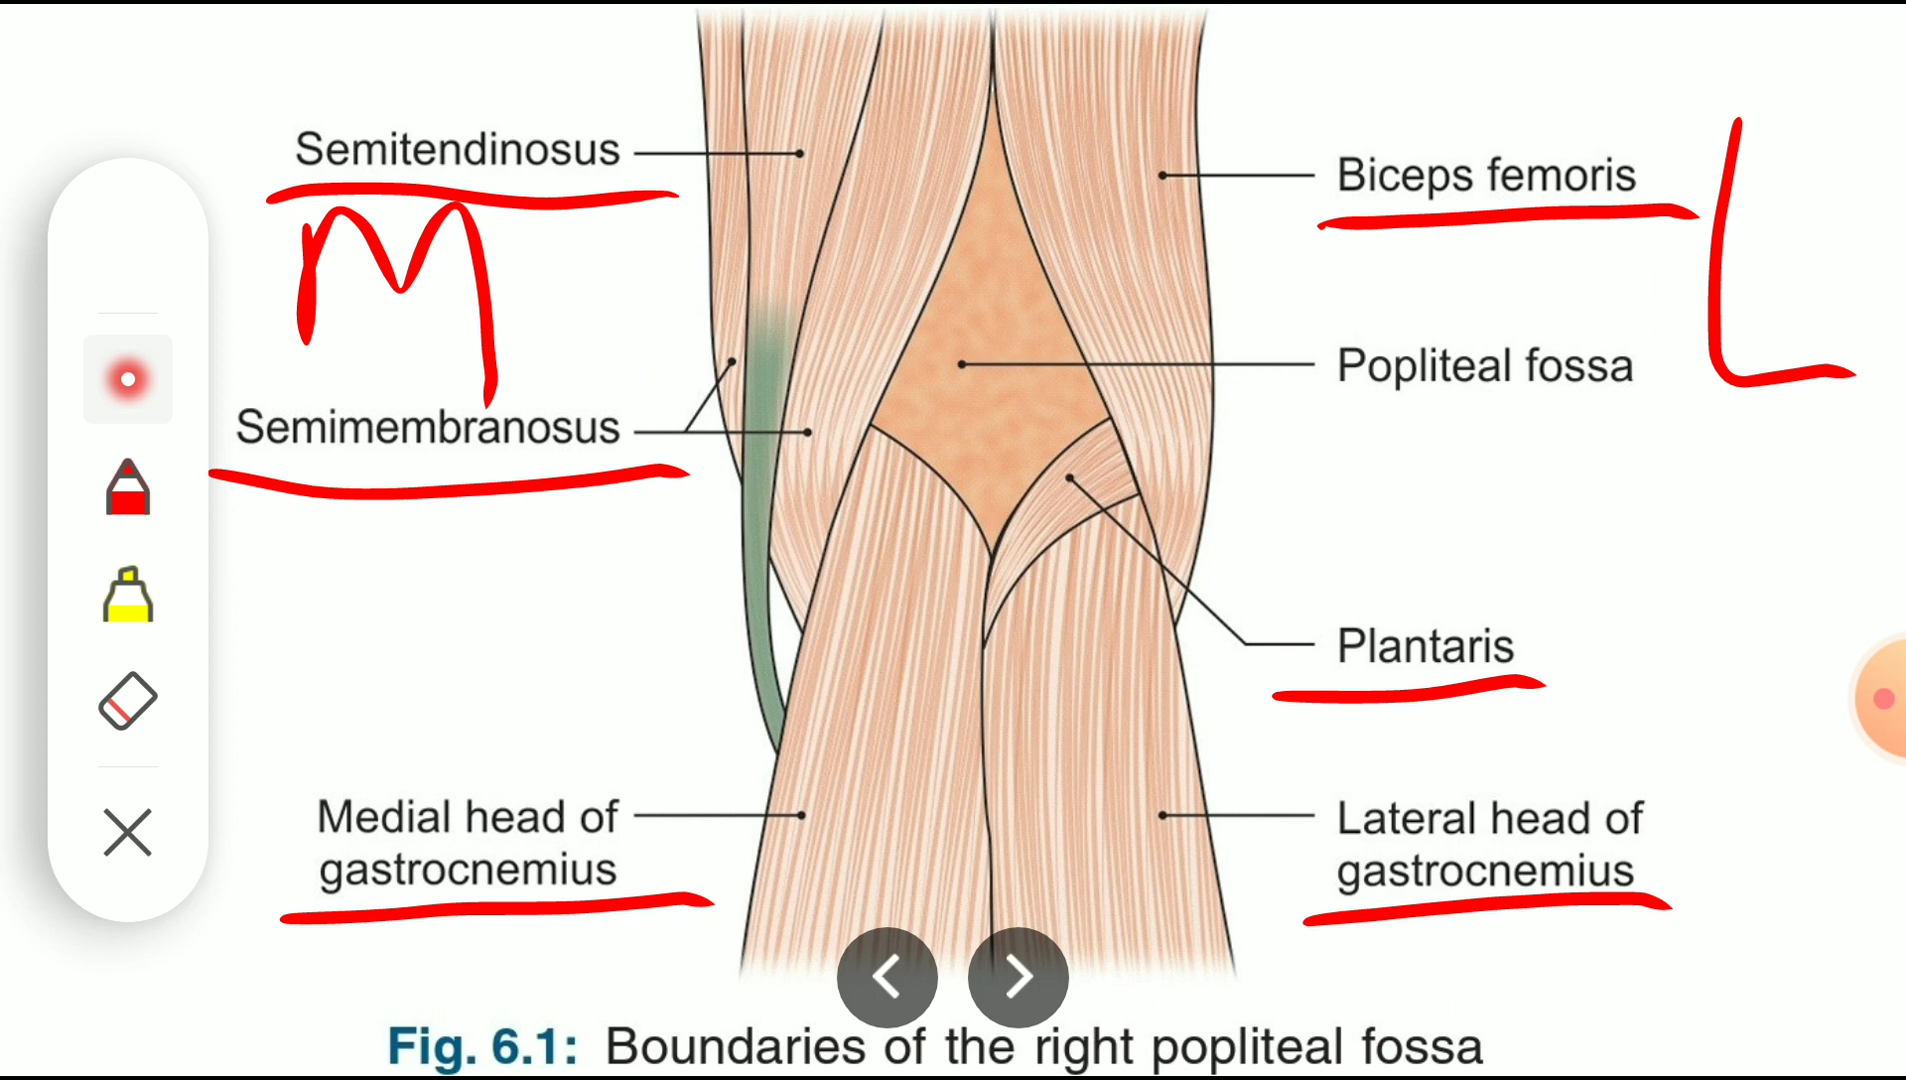 Semitendinosus
M
Semimembranosus
Medial head of
gastrocnemius
Biceps femoris
L
Popliteal fossa
Plantaris
Lateral head of
gastrocnemius
Fig. 6.1: Boundaries of the right popliteal fossa